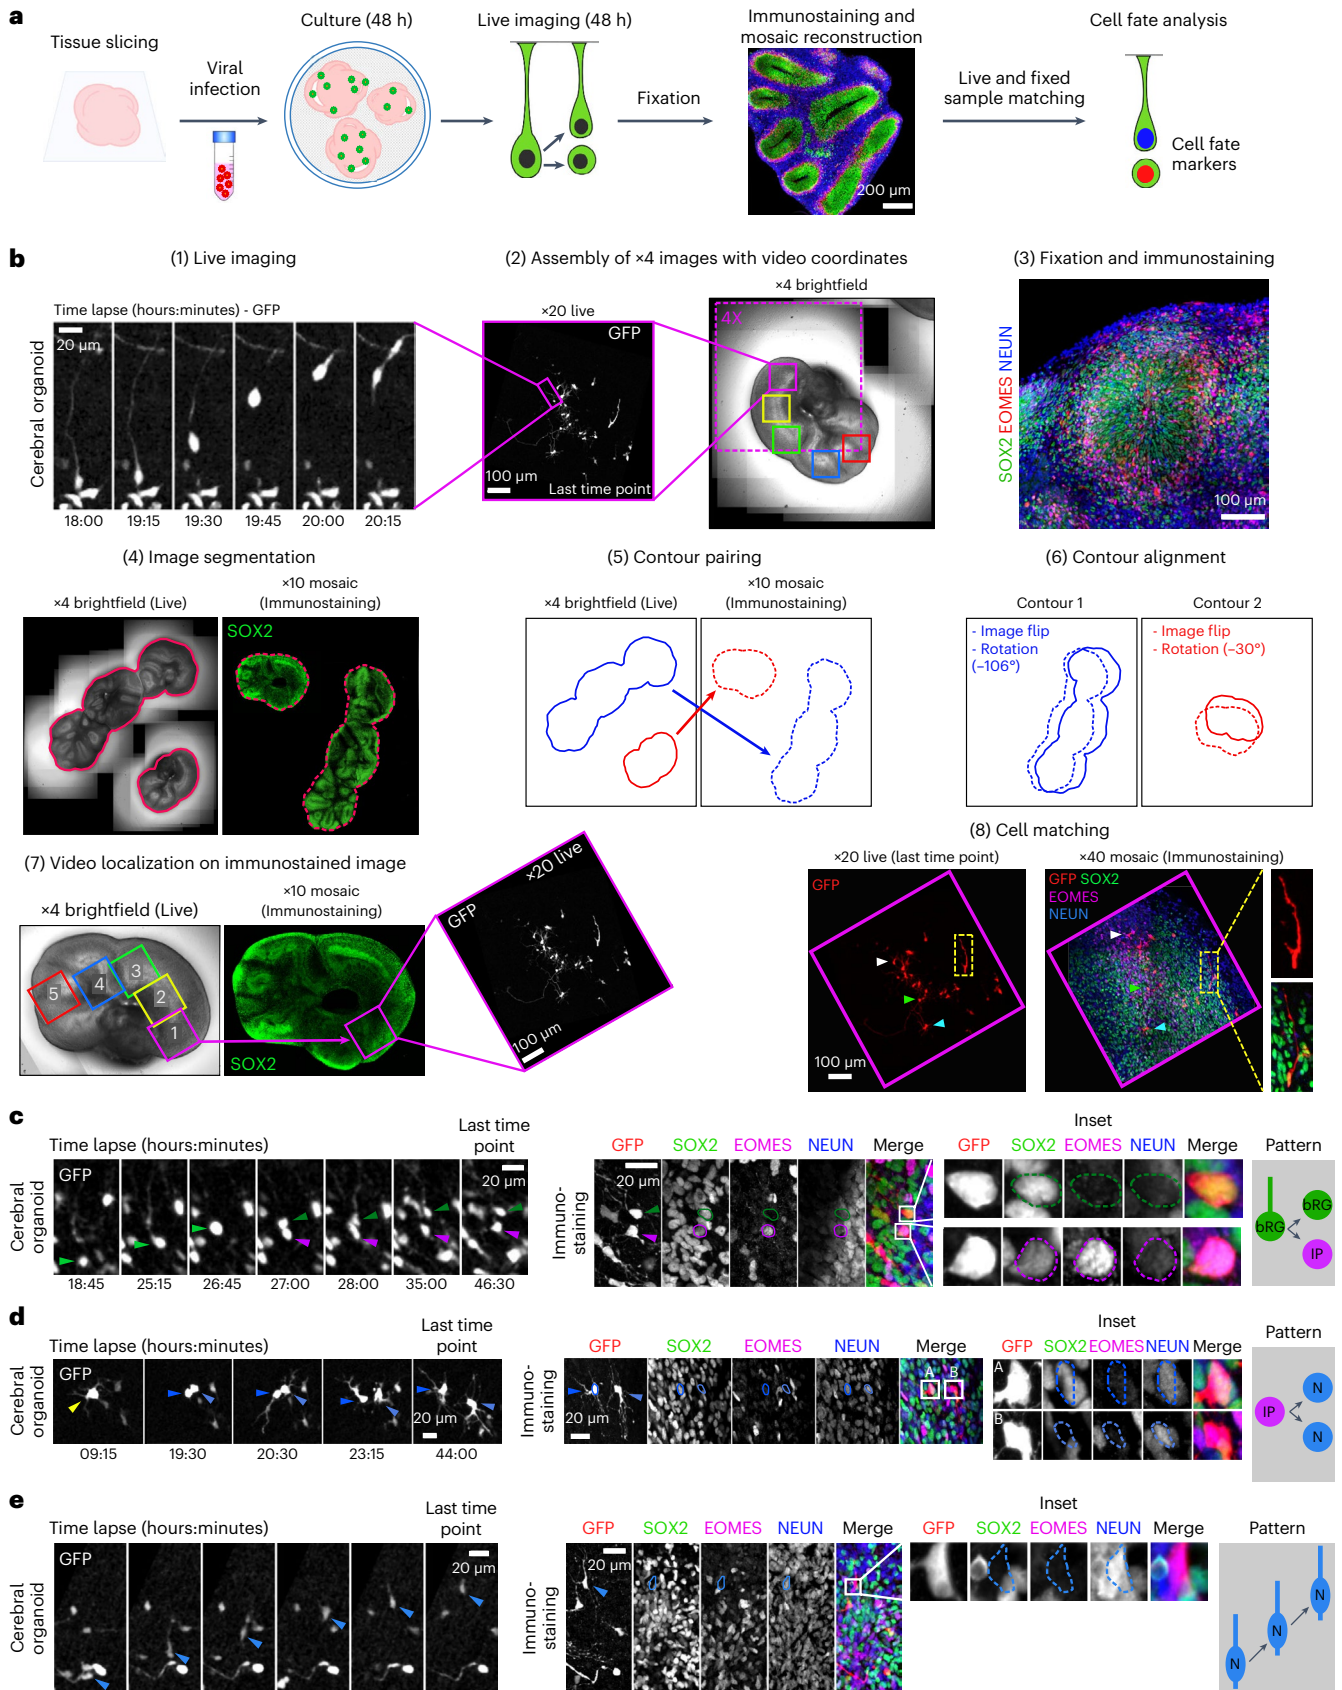 a
Tissue slicing
Viral
infection
Culture (48 h)
Live imaging (48 h)
Fixation
Immunostaining and
mosaic reconstruction
200 µm
Live and fixed
sample matching
Cell fate analysis
Cell fate
markers
b
(1) Live imaging
Time lapse (hours:minutes) - GFP
Cerebral organoid
20 µm
18:00 19:15 19:30 19:45 20:00 20:15
(2) Assembly of ×4 images with video coordinates
×20 live
GFP
100 µm
Last time point
×4 brightfield
4X
(3) Fixation and immunostaining
SOX2 EOMES NEUN
100 µm
(4) Image segmentation
×4 brightfield (Live)
×10 mosaic
(Immunostaining)
SOX2
(5) Contour pairing
×4 brightfield (Live)
×10 mosaic
(Immunostaining)
(6) Contour alignment
Contour 1
- Image flip
- Rotation
(–106°)
Contour 2
- Image flip
- Rotation (–30°)
(7) Video localization on immunostained image
×4 brightfield (Live)
5 4 3 2 1
×10 mosaic
(Immunostaining)
SOX2
GFP
×20 live
100 µm
(8) Cell matching
×20 live (last time point)
GFP
100 µm
×40 mosaic (Immunostaining)
GFP SOX2
EOMES
NEUN
c
Time lapse (hours:minutes)
Last time
point
Cerebral
organoid
GFP
20 µm
18:45 25:15 26:45 27:00 28:00 35:00 46:30
Immuno-
staining
GFP SOX2 EOMES NEUN Merge
20 µm
Inset
GFP SOX2 EOMES NEUN Merge
Pattern
bRG
bRG
IP
d
Time lapse (hours:minutes)
Last time
point
Cerebral
organoid
GFP
20 µm
09:15 19:30 20:30 23:15 44:00
Immuno-
staining
GFP SOX2 EOMES NEUN Merge
20 µm
A B
Inset
GFP SOX2 EOMES NEUN Merge
A
B
Pattern
IP
N
N
e
Time lapse (hours:minutes)
Last time
point
Cerebral
organoid
GFP
20 µm
Immuno-
staining
GFP SOX2 EOMES NEUN Merge
20 µm
Inset
GFP SOX2 EOMES NEUN Merge
Pattern
N
N
N